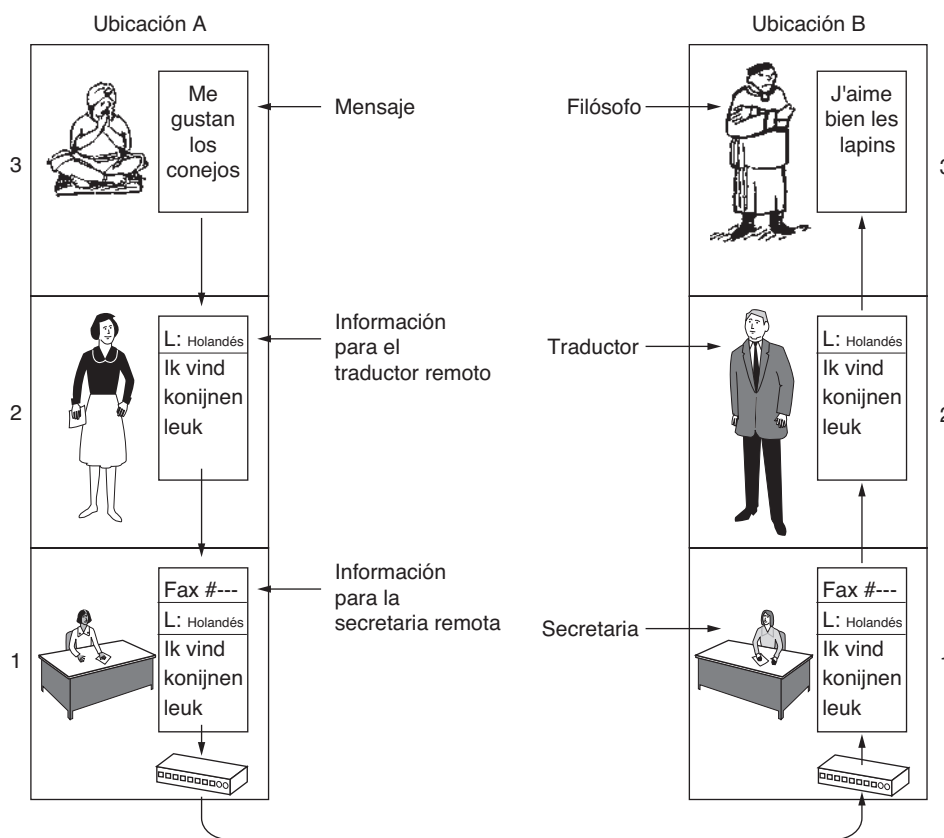 Ubicación A
3
Me
gustan
los
conejos
Mensaje
2
L: Holandés
Ik vind
konijnen
leuk
Información
para el
traductor remoto
1
Fax #---
L: Holandés
Ik vind
konijnen
leuk
Información
para la
secretaria remota
Ubicación B
Filósofo
J'aime
bien les
lapins
3
Traductor
L: Holandés
Ik vind
konijnen
leuk
2
Secretaria
Fax #---
L: Holandés
Ik vind
konijnen
leuk